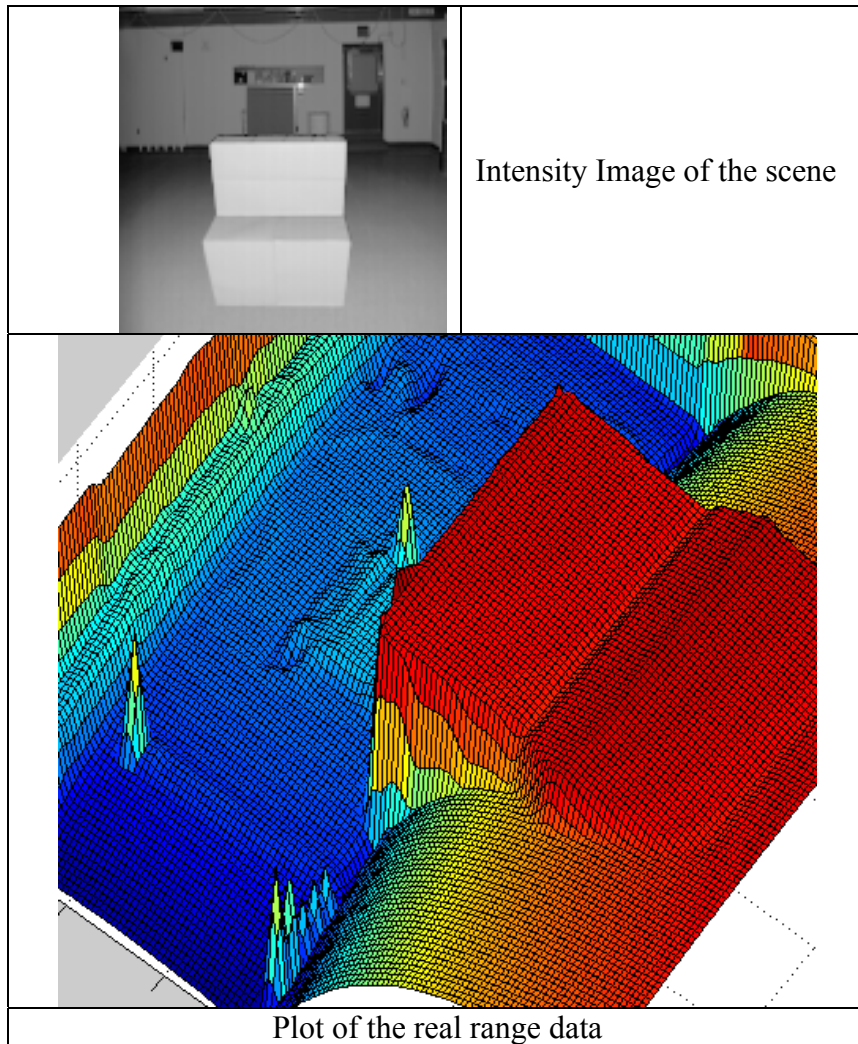 Intensity Image of the scene
Plot of the real range data